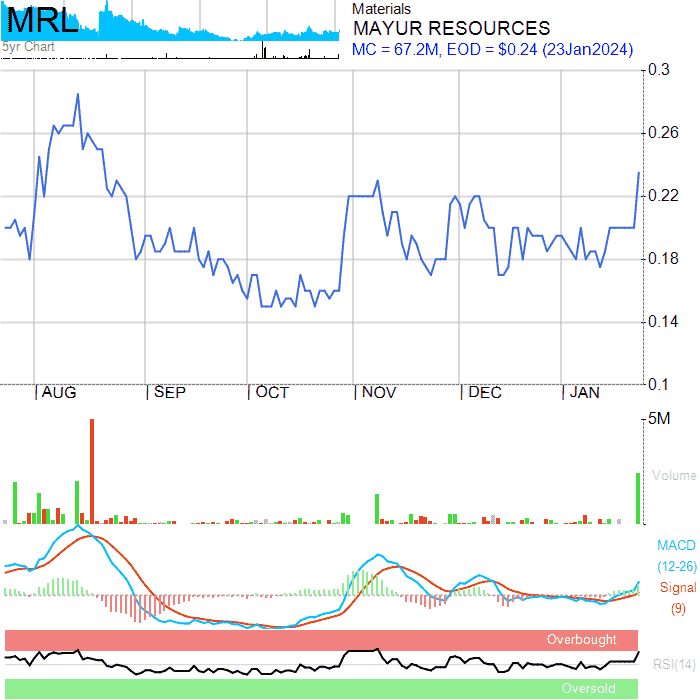 MRL
5yr Chart
Materials
MAYUR RESOURCES
MC = 67.2M, EOD = $0.24 (23Jan2024)
0.3
0.26
0.22
0.18
0.14
0.1
AUG
SEP
OCT
NOV
DEC
JAN
5M
Volume
MACD
(12-26)
Signal
(9)
Overbought
RSI(14)
Oversold